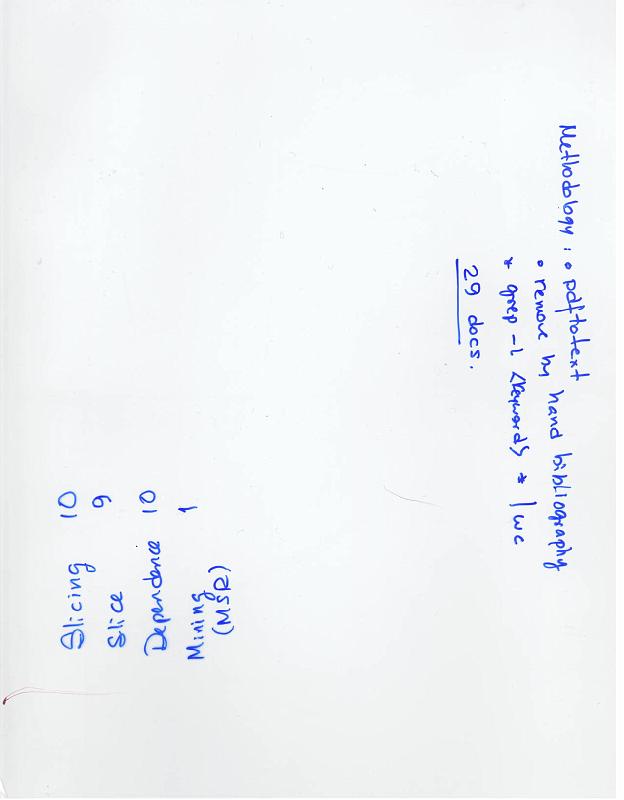 Methodology : • pdftotext
• remove by hand bibliography
* grep -l <keyword> * | wc
29 docs.
Slicing 10
Slice 9
Dependence 10
Mining 1
(MSR)